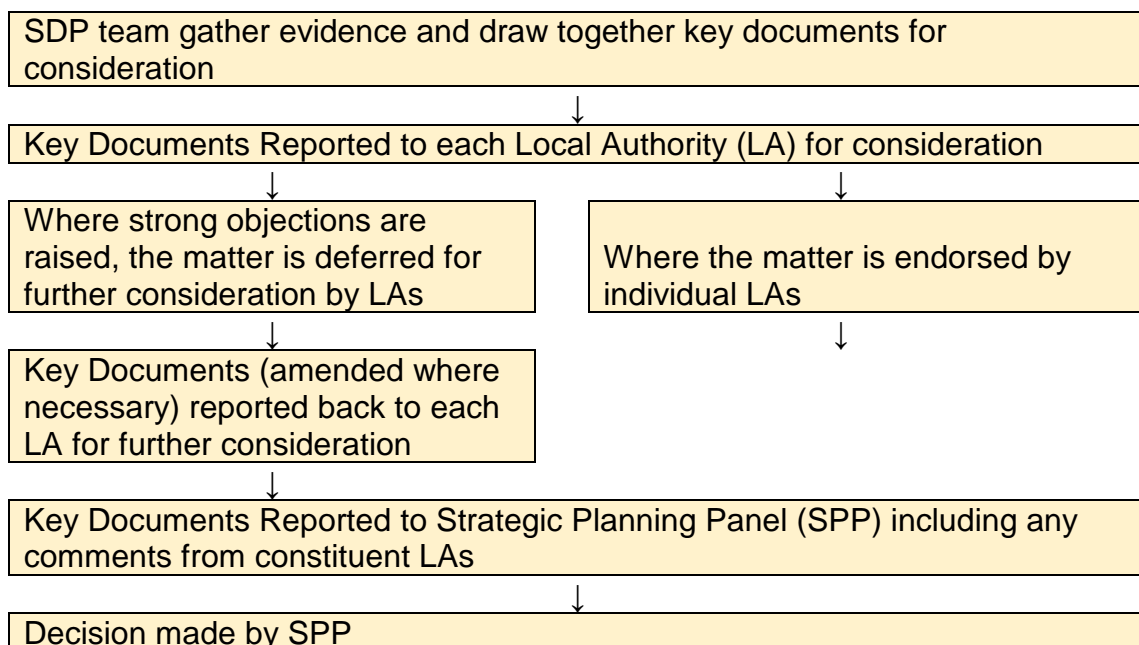 SDP team gather evidence and draw together key documents for
consideration
↓
Key Documents Reported to each Local Authority (LA) for consideration
↓ ↓
Where strong objections are
raised, the matter is deferred for
further consideration by LAs
Where the matter is endorsed by
individual LAs
↓ ↓
Key Documents (amended where
necessary) reported back to each
LA for further consideration
↓
Key Documents Reported to Strategic Planning Panel (SPP) including any
comments from constituent LAs
↓
Decision made by SPP